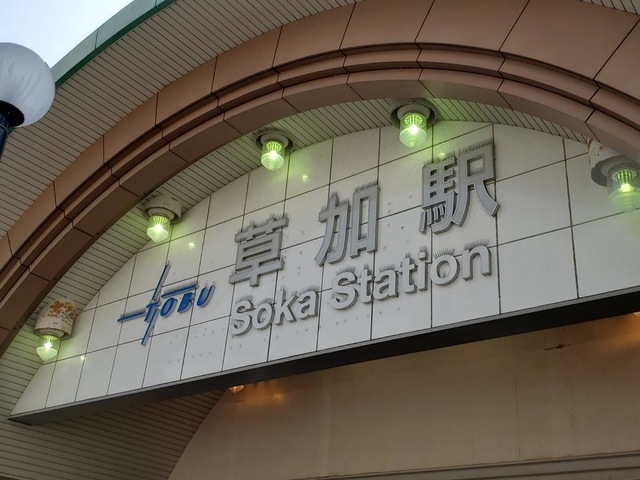 TOBU
草加駅
Soka Station